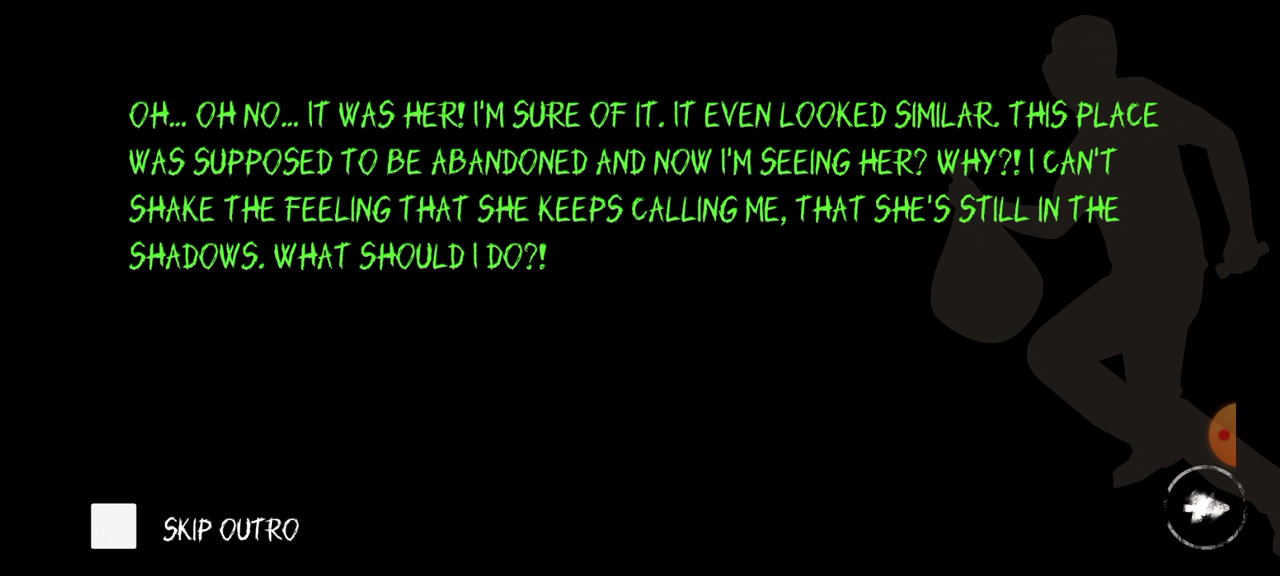 OH... OH NO... IT WAS HER! I'M SURE OF IT. IT EVEN LOOKED SIMILAR. THIS PLACE
WAS SUPPOSED TO BE ABANDONED AND NOW I'M SEEING HER? WHY?! I CAN'T
SHAKE THE FEELING THAT SHE KEEPS CALLING ME, THAT SHE'S STILL IN THE
SHADOWS. WHAT SHOULD I DO?!
SKIP OUTRO